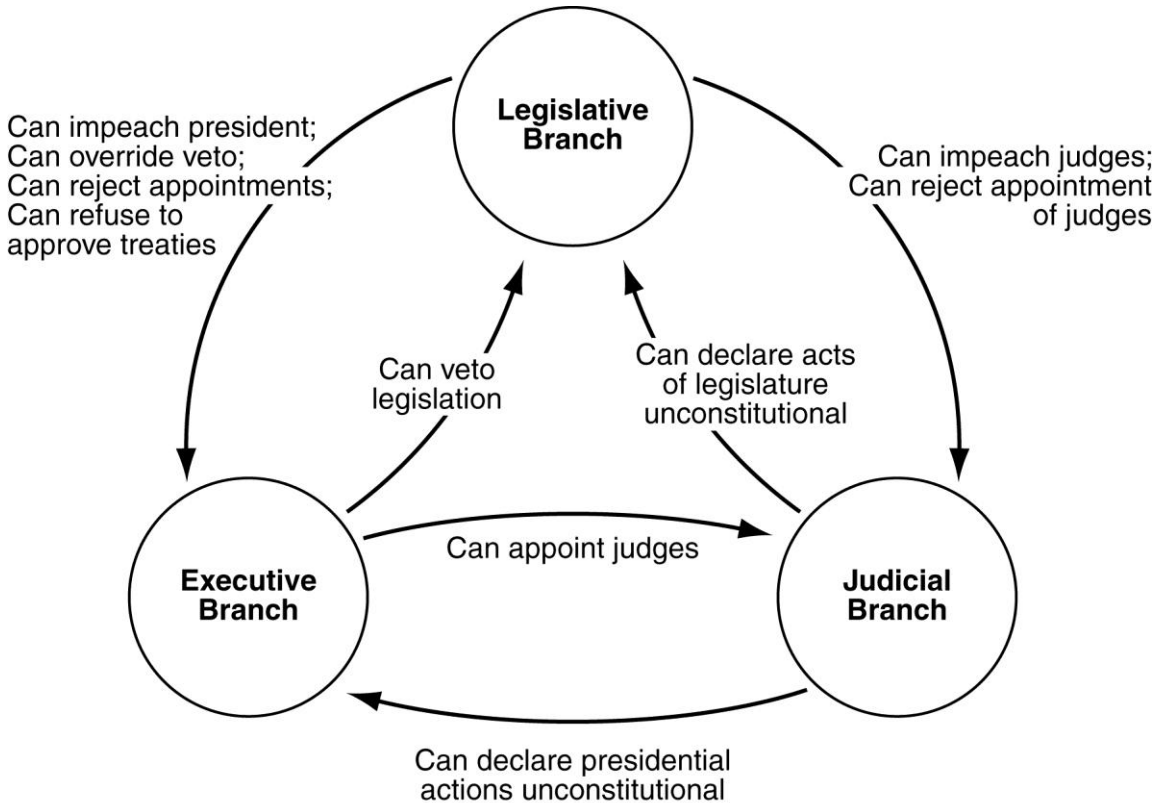 Legislative
Branch
Can impeach president;
Can override veto;
Can reject appointments;
Can refuse to
approve treaties
Can impeach judges;
Can reject appointment
of judges
Can veto
legislation
Can declare acts
of legislature
unconstitutional
Can appoint judges
Executive
Branch
Judicial
Branch
Can declare presidential
actions unconstitutional